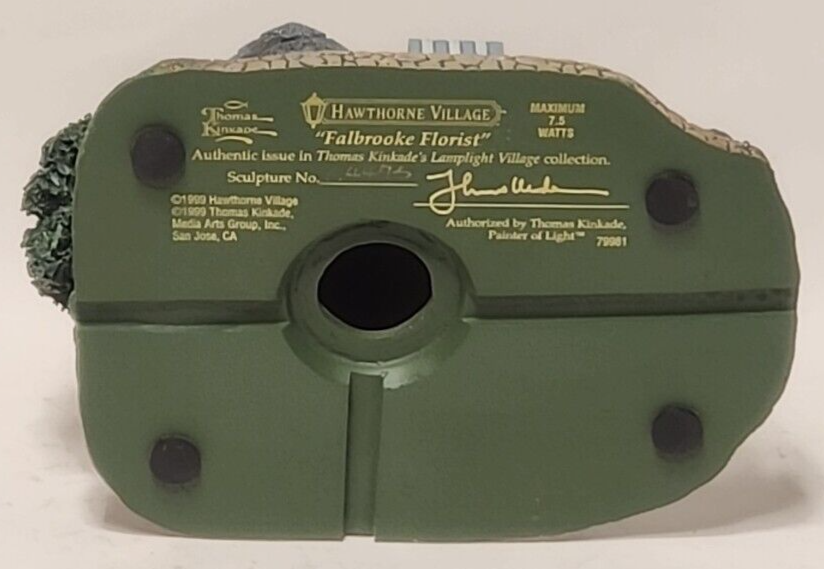 Thomas
Kinkade
HAWTHORNE VILLAGE
MAXIMUM
7.5
WATTS
"Falbrooke Florist"
Authentic issue in Thomas Kinkade's Lamplight Village collection.
Sculpture No.
©1999 Hawthorne Village
©1999 Thomas Kinkade,
Media Arts Group, Inc.,
San Jose, CA
Authorized by Thomas Kinkade,
Painter of Light™
79981